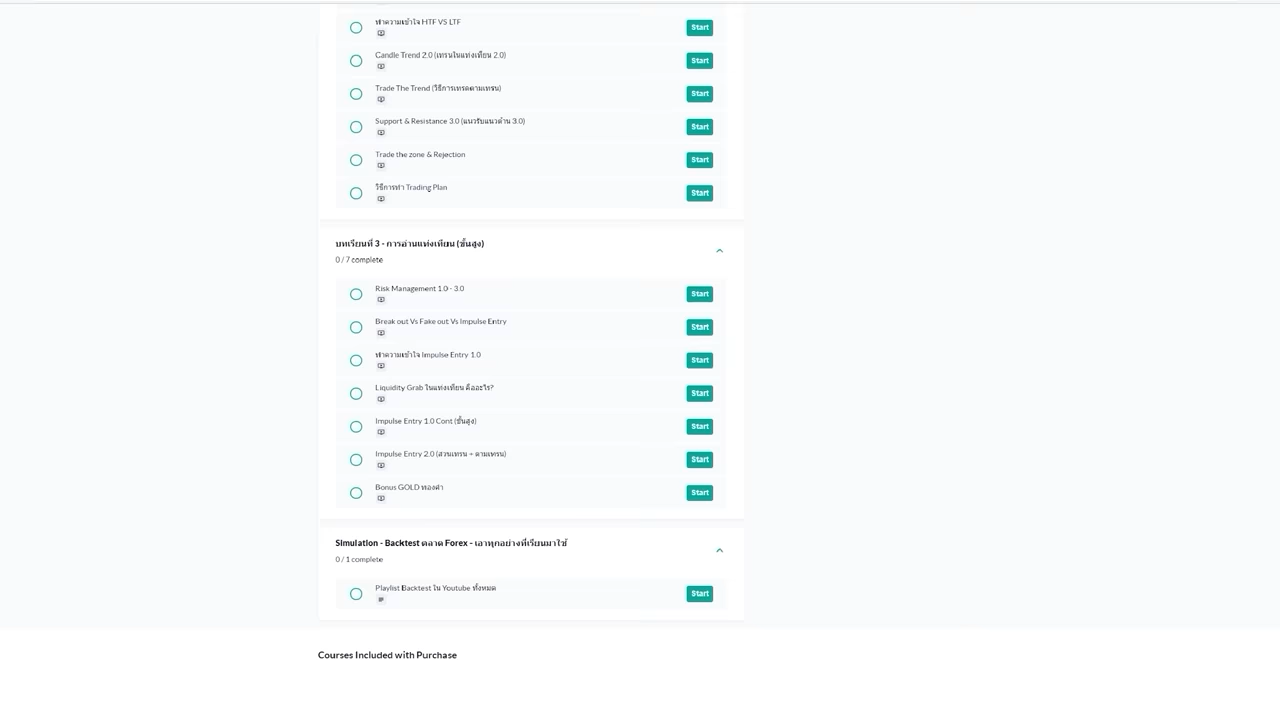 ทำความเข้าใจ HTF VS LTF
Start
Candle Trend 2.0 (เทรนในแท่งเทียน 2.0)
Start
Trade The Trend (วิธีการเทรดตามเทรน)
Start
Support & Resistance 3.0 (แนวรับแนวต้าน 3.0)
Start
Trade the zone & Rejection
Start
วิธีการทำ Trading Plan
Start
บทเรียนที่ 3 - การอ่านแท่งเทียน (ขั้นสูง)
0 / 7 complete
Risk Management 1.0 - 3.0
Start
Break out Vs Fake out Vs Impulse Entry
Start
ทำความเข้าใจ Impulse Entry 1.0
Start
Liquidity Grab ในแท่งเทียน คืออะไร?
Start
Impulse Entry 1.0 Cont (ขั้นสูง)
Start
Impulse Entry 2.0 (สวนเทรน + ตามเทรน)
Start
Bonus GOLD ทองคำ
Start
Simulation - Backtest ตลาด Forex - เอาทุกอย่างที่เรียนมาใช้
0 / 1 complete
Playlist Backtest ใน Youtube ทั้งหมด
Start
Courses Included with Purchase